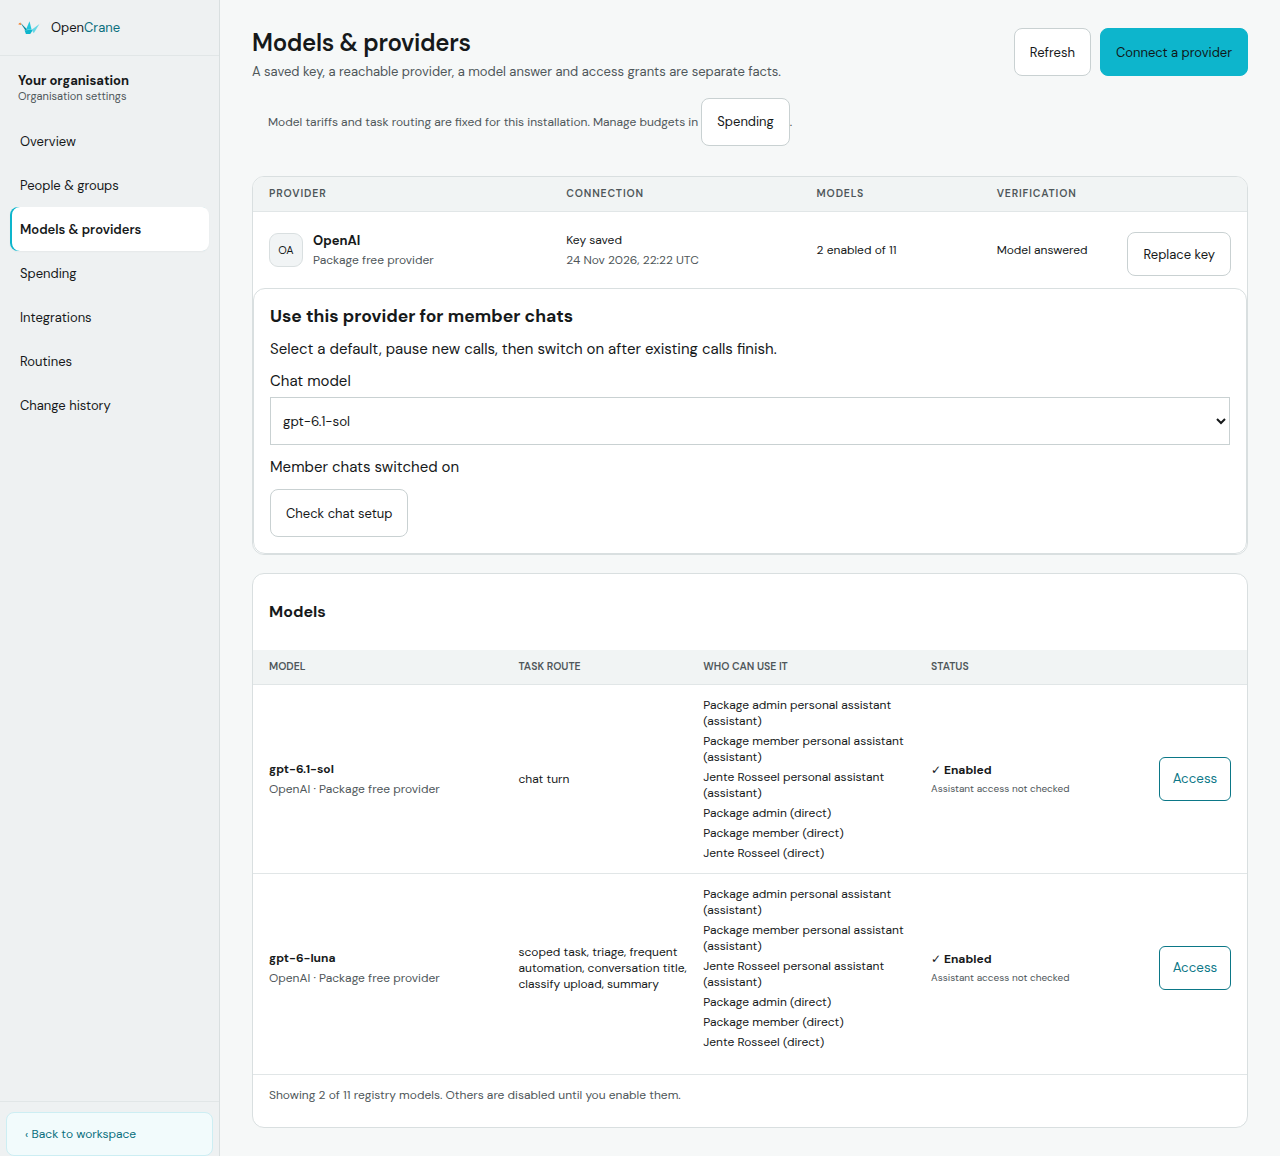 OpenCrane
Your organisation
Organisation settings
Overview
People & groups
Models & providers
Spending
Integrations
Routines
Change history
‹ Back to workspace
Models & providers
A saved key, a reachable provider, a model answer and access grants are separate facts.
Refresh
Connect a provider
Model tariffs and task routing are fixed for this installation. Manage budgets in Spending.
PROVIDER CONNECTION MODELS VERIFICATION
OA
OpenAI
Package free provider
Key saved
24 Nov 2026, 22:22 UTC
2 enabled of 11
Model answered
Replace key
Use this provider for member chats
Select a default, pause new calls, then switch on after existing calls finish.
Chat model
gpt-6.1-sol
Member chats switched on
Check chat setup
Models
MODEL TASK ROUTE WHO CAN USE IT STATUS
gpt-6.1-sol
OpenAI · Package free provider
chat turn
Package admin personal assistant
(assistant)
Package member personal assistant
(assistant)
Jente Rosseel personal assistant
(assistant)
Package admin (direct)
Package member (direct)
Jente Rosseel (direct)
✓ Enabled
Assistant access not checked
Access
gpt-6-luna
OpenAI · Package free provider
scoped task, triage, frequent
automation, conversation title,
classify upload, summary
Package admin personal assistant
(assistant)
Package member personal assistant
(assistant)
Jente Rosseel personal assistant
(assistant)
Package admin (direct)
Package member (direct)
Jente Rosseel (direct)
✓ Enabled
Assistant access not checked
Access
Showing 2 of 11 registry models. Others are disabled until you enable them.